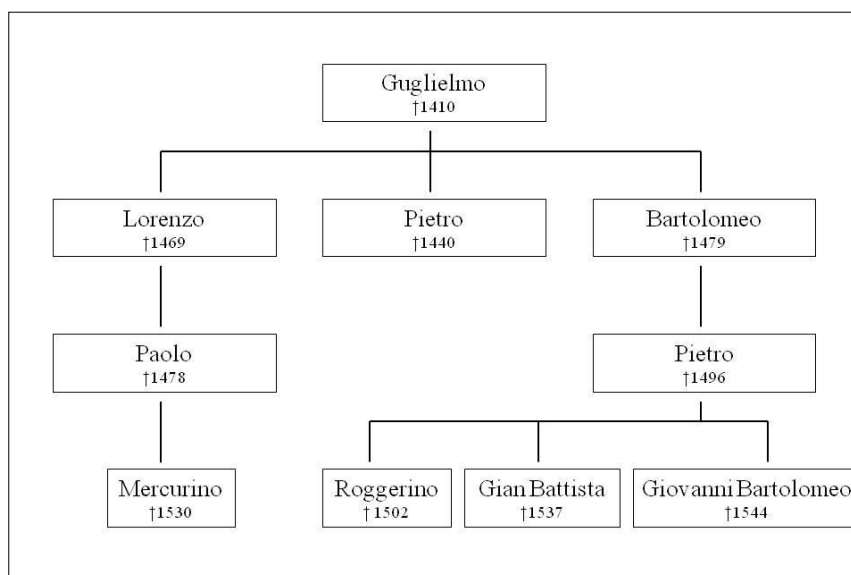 Guglielmo
†1410
Lorenzo
†1469
Pietro
†1440
Bartolomeo
†1479
Paolo
†1478
Pietro
†1496
Mercurino
†1530
Roggerino
†1502
Gian Battista
†1537
Giovanni Bartolomeo
†1544